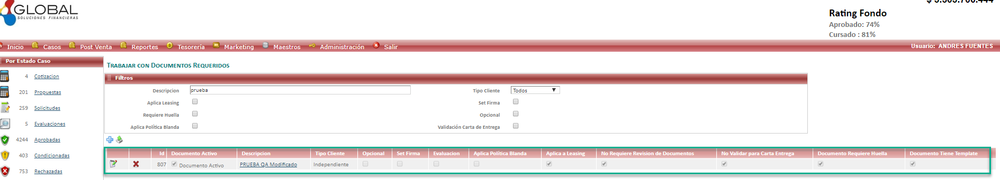 GLOBAL
SOLUCIONES FINANCIERAS
Rating Fondo
Aprobado: 74%
Cursado : 81%
Inicio Casos Post Venta Reportes Tesorería Marketing Maestros Administración Salir Usuario: ANDRES FUENTES
Por Estado Caso
4 Cotizacion
201 Propuestas
259 Solicitudes
5 Evaluaciones
4244 Aprobadas
403 Condicionadas
753 Rechazadas
TRABAJAR CON DOCUMENTOS REQUERIDOS
Filtros
Descripcion prueba Tipo Cliente Todos
Aplica Leasing Set Firma
Requiere Huella Opcional
Aplica Política Blanda Validación Carta de Entrega
Id Documento Activo Descripcion Tipo Cliente Opcional Set Firma Evaluacion Aplica Política Blanda Aplica a Leasing No Requiere Revision de Documentos No Validar para Carta Entrega Documento Requiere Huella Documento Tiene Template
807 Documento Activo PRUEBA QA Modificado Independiente